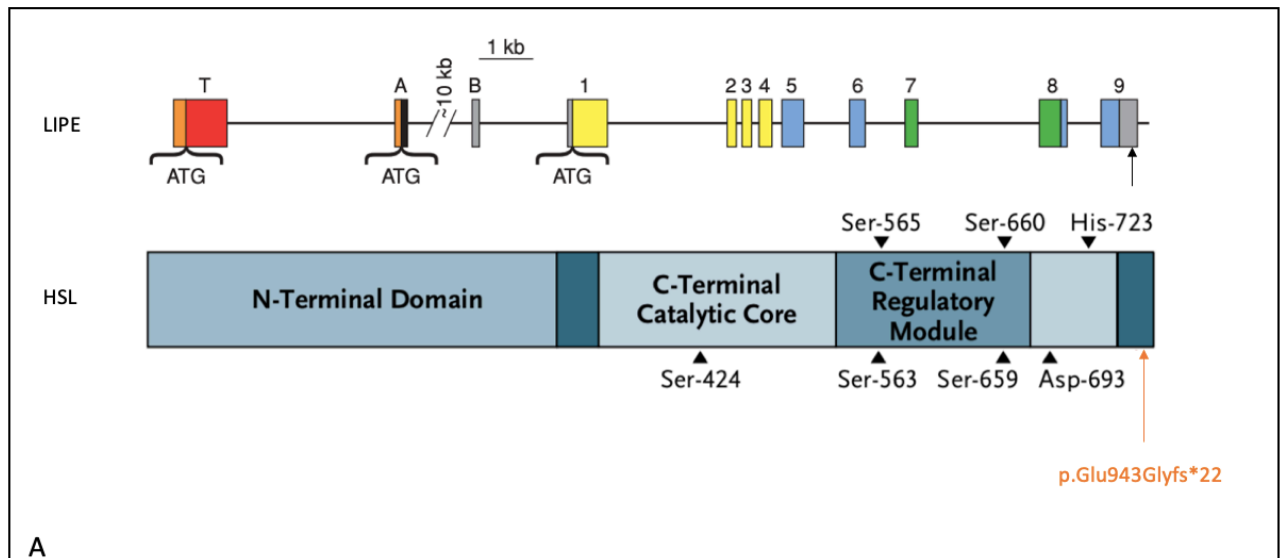 1 kb
~10 kb
T A B 1 2 3 4 5 6 7 8 9
LIPE
ATG ATG ATG
Ser-565 Ser-660 His-723
HSL
N-Terminal Domain
C-Terminal
Catalytic Core
C-Terminal
Regulatory
Module
Ser-424 Ser-563 Ser-659 Asp-693
p.Glu943Glyfs*22
A